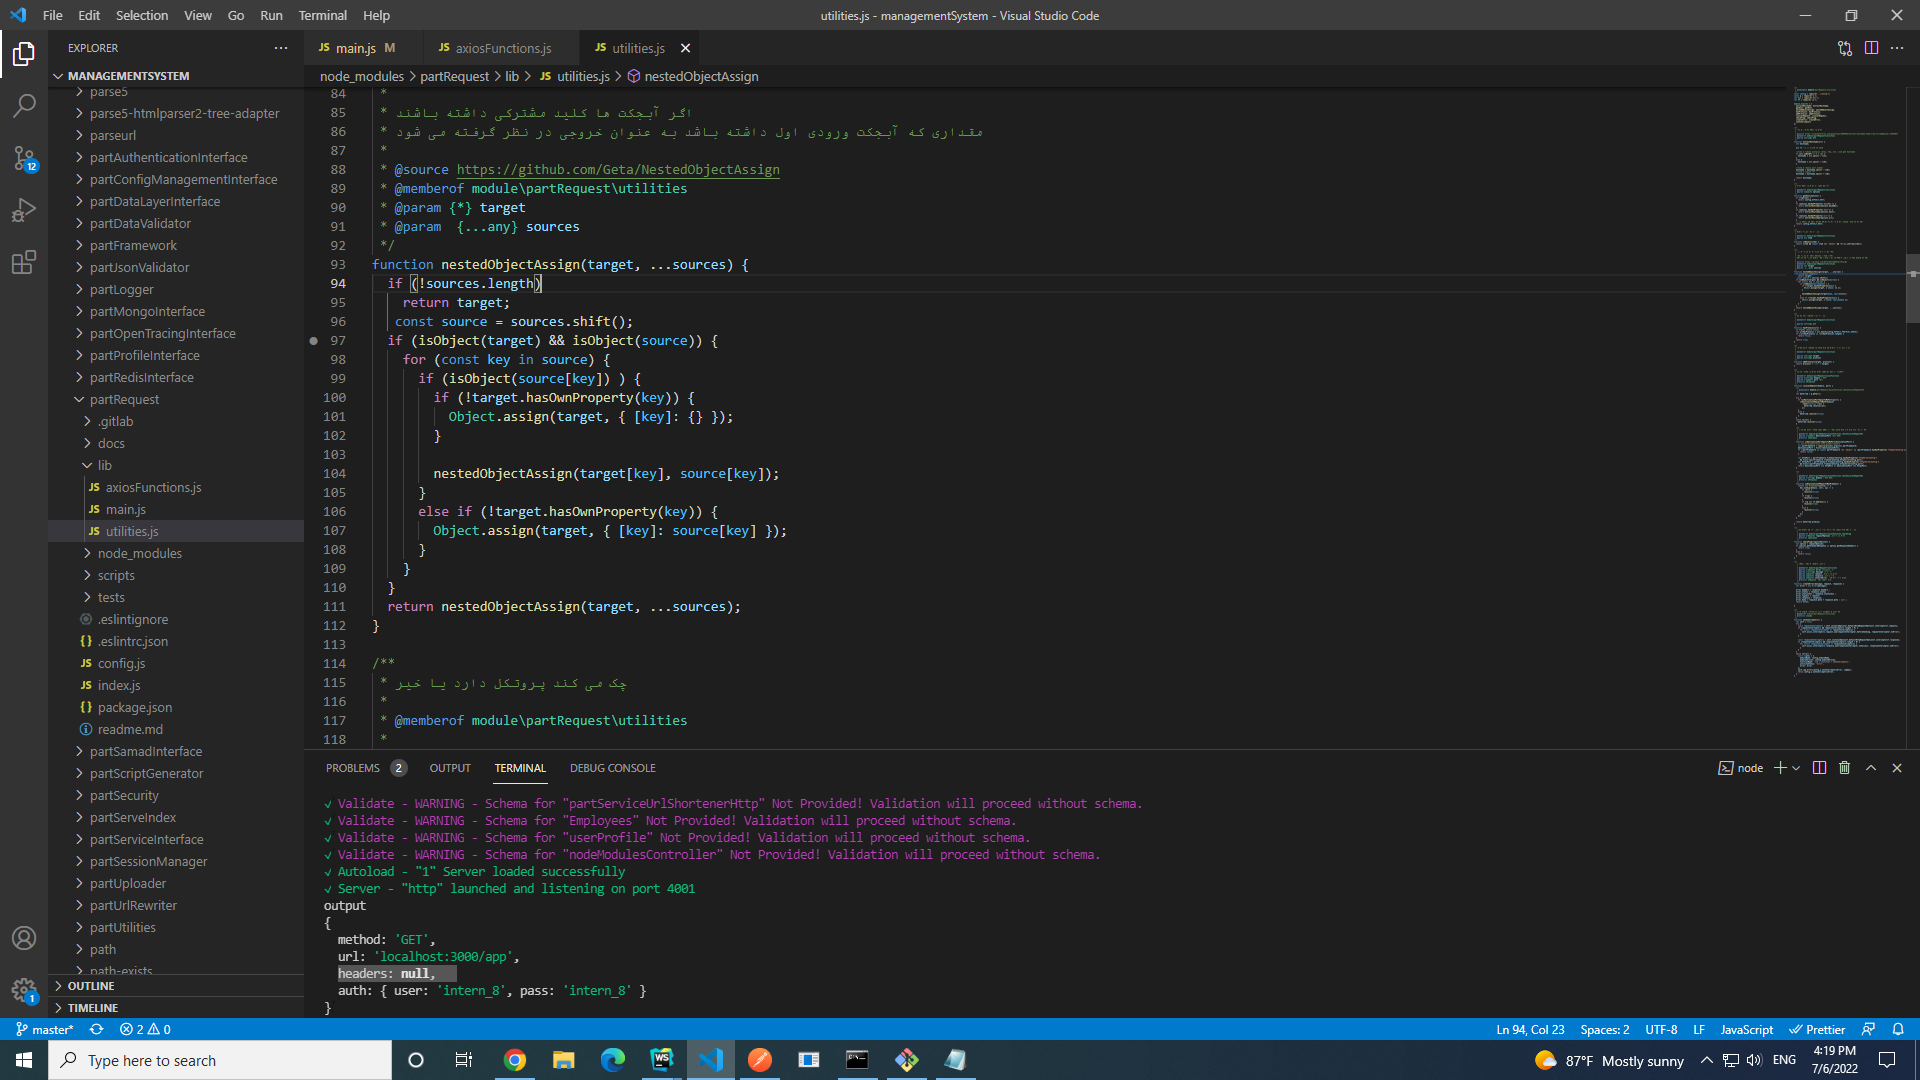 File Edit Selection View Go Run Terminal Help
utilities.js - managementSystem - Visual Studio Code
EXPLORER
MANAGEMENTSYSTEM
parse5
parse5-htmlparser2-tree-adapter
parseurl
partAuthenticationInterface
partConfigManagementInterface
partDataLayerInterface
partDataValidator
partFramework
partJsonValidator
partLogger
partMongoInterface
partOpenTracingInterface
partProfileInterface
partRedisInterface
partRequest
.gitlab
docs
lib
JS axiosFunctions.js
JS main.js
JS utilities.js
node_modules
scripts
tests
.eslintignore
{} .eslintrc.json
JS config.js
JS index.js
{} package.json
readme.md
partSamadInterface
partScriptGenerator
partSecurity
partServeIndex
partServiceInterface
partSessionManager
partUploader
partUrlRewriter
partUtilities
path
path-exists
OUTLINE
TIMELINE
12
1
JS main.js M
JS axiosFunctions.js
JS utilities.js
node_modules > partRequest > lib > JS utilities.js > nestedObjectAssign
84 *
85 * اگر آبجکت ها کلید مشترکی داشته باشند
86 * مقداری که آبجکت ورودی اول داشته باشد به عنوان خروجی در نظر گرفته می شود
87 *
88 * @source https://github.com/Geta/NestedObjectAssign
89 * @memberof module\partRequest\utilities
90 * @param {*} target
91 * @param  {...any} sources
92 */
93 function nestedObjectAssign(target, ...sources) {
94 if (!sources.length)
95 return target;
96 const source = sources.shift();
97 if (isObject(target) && isObject(source)) {
98 for (const key in source) {
99 if (isObject(source[key]) ) {
100 if (!target.hasOwnProperty(key)) {
101 Object.assign(target, { [key]: {} });
102 }
103
104 nestedObjectAssign(target[key], source[key]);
105 }
106 else if (!target.hasOwnProperty(key)) {
107 Object.assign(target, { [key]: source[key] });
108 }
109 }
110 }
111 return nestedObjectAssign(target, ...sources);
112 }
113
114 /**
115 * چک می کند پروتکل دارد یا خیر
116 *
117 * @memberof module\partRequest\utilities
118 *
PROBLEMS 2 OUTPUT TERMINAL DEBUG CONSOLE
node
√ Validate - WARNING - Schema for "partServiceUrlShortenerHttp" Not Provided! Validation will proceed without schema.
√ Validate - WARNING - Schema for "Employees" Not Provided! Validation will proceed without schema.
√ Validate - WARNING - Schema for "userProfile" Not Provided! Validation will proceed without schema.
√ Validate - WARNING - Schema for "nodeModulesController" Not Provided! Validation will proceed without schema.
√ Autoload - "1" Server loaded successfully
√ Server - "http" launched and listening on port 4001
output
{
method: 'GET',
url: 'localhost:3000/app',
headers: null,
auth: { user: 'intern_8', pass: 'intern_8' }
}
master* 2 0
Ln 94, Col 23 Spaces: 2 UTF-8 LF JavaScript Prettier
Type here to search
WS
87°F Mostly sunny
ENG
4:19 PM
7/6/2022